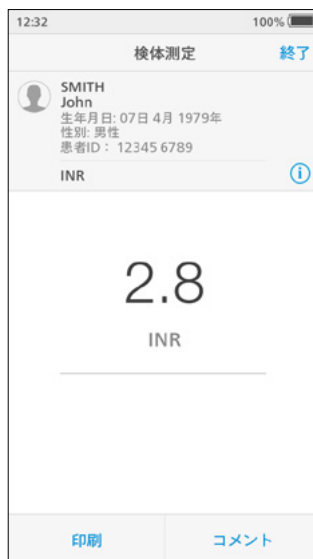 12:32 100%
検体測定 終了
SMITH
John
生年月日: 07日 4月 1979年
性別: 男性
患者ID： 12345 6789
INR
2.8
INR
印刷 コメント